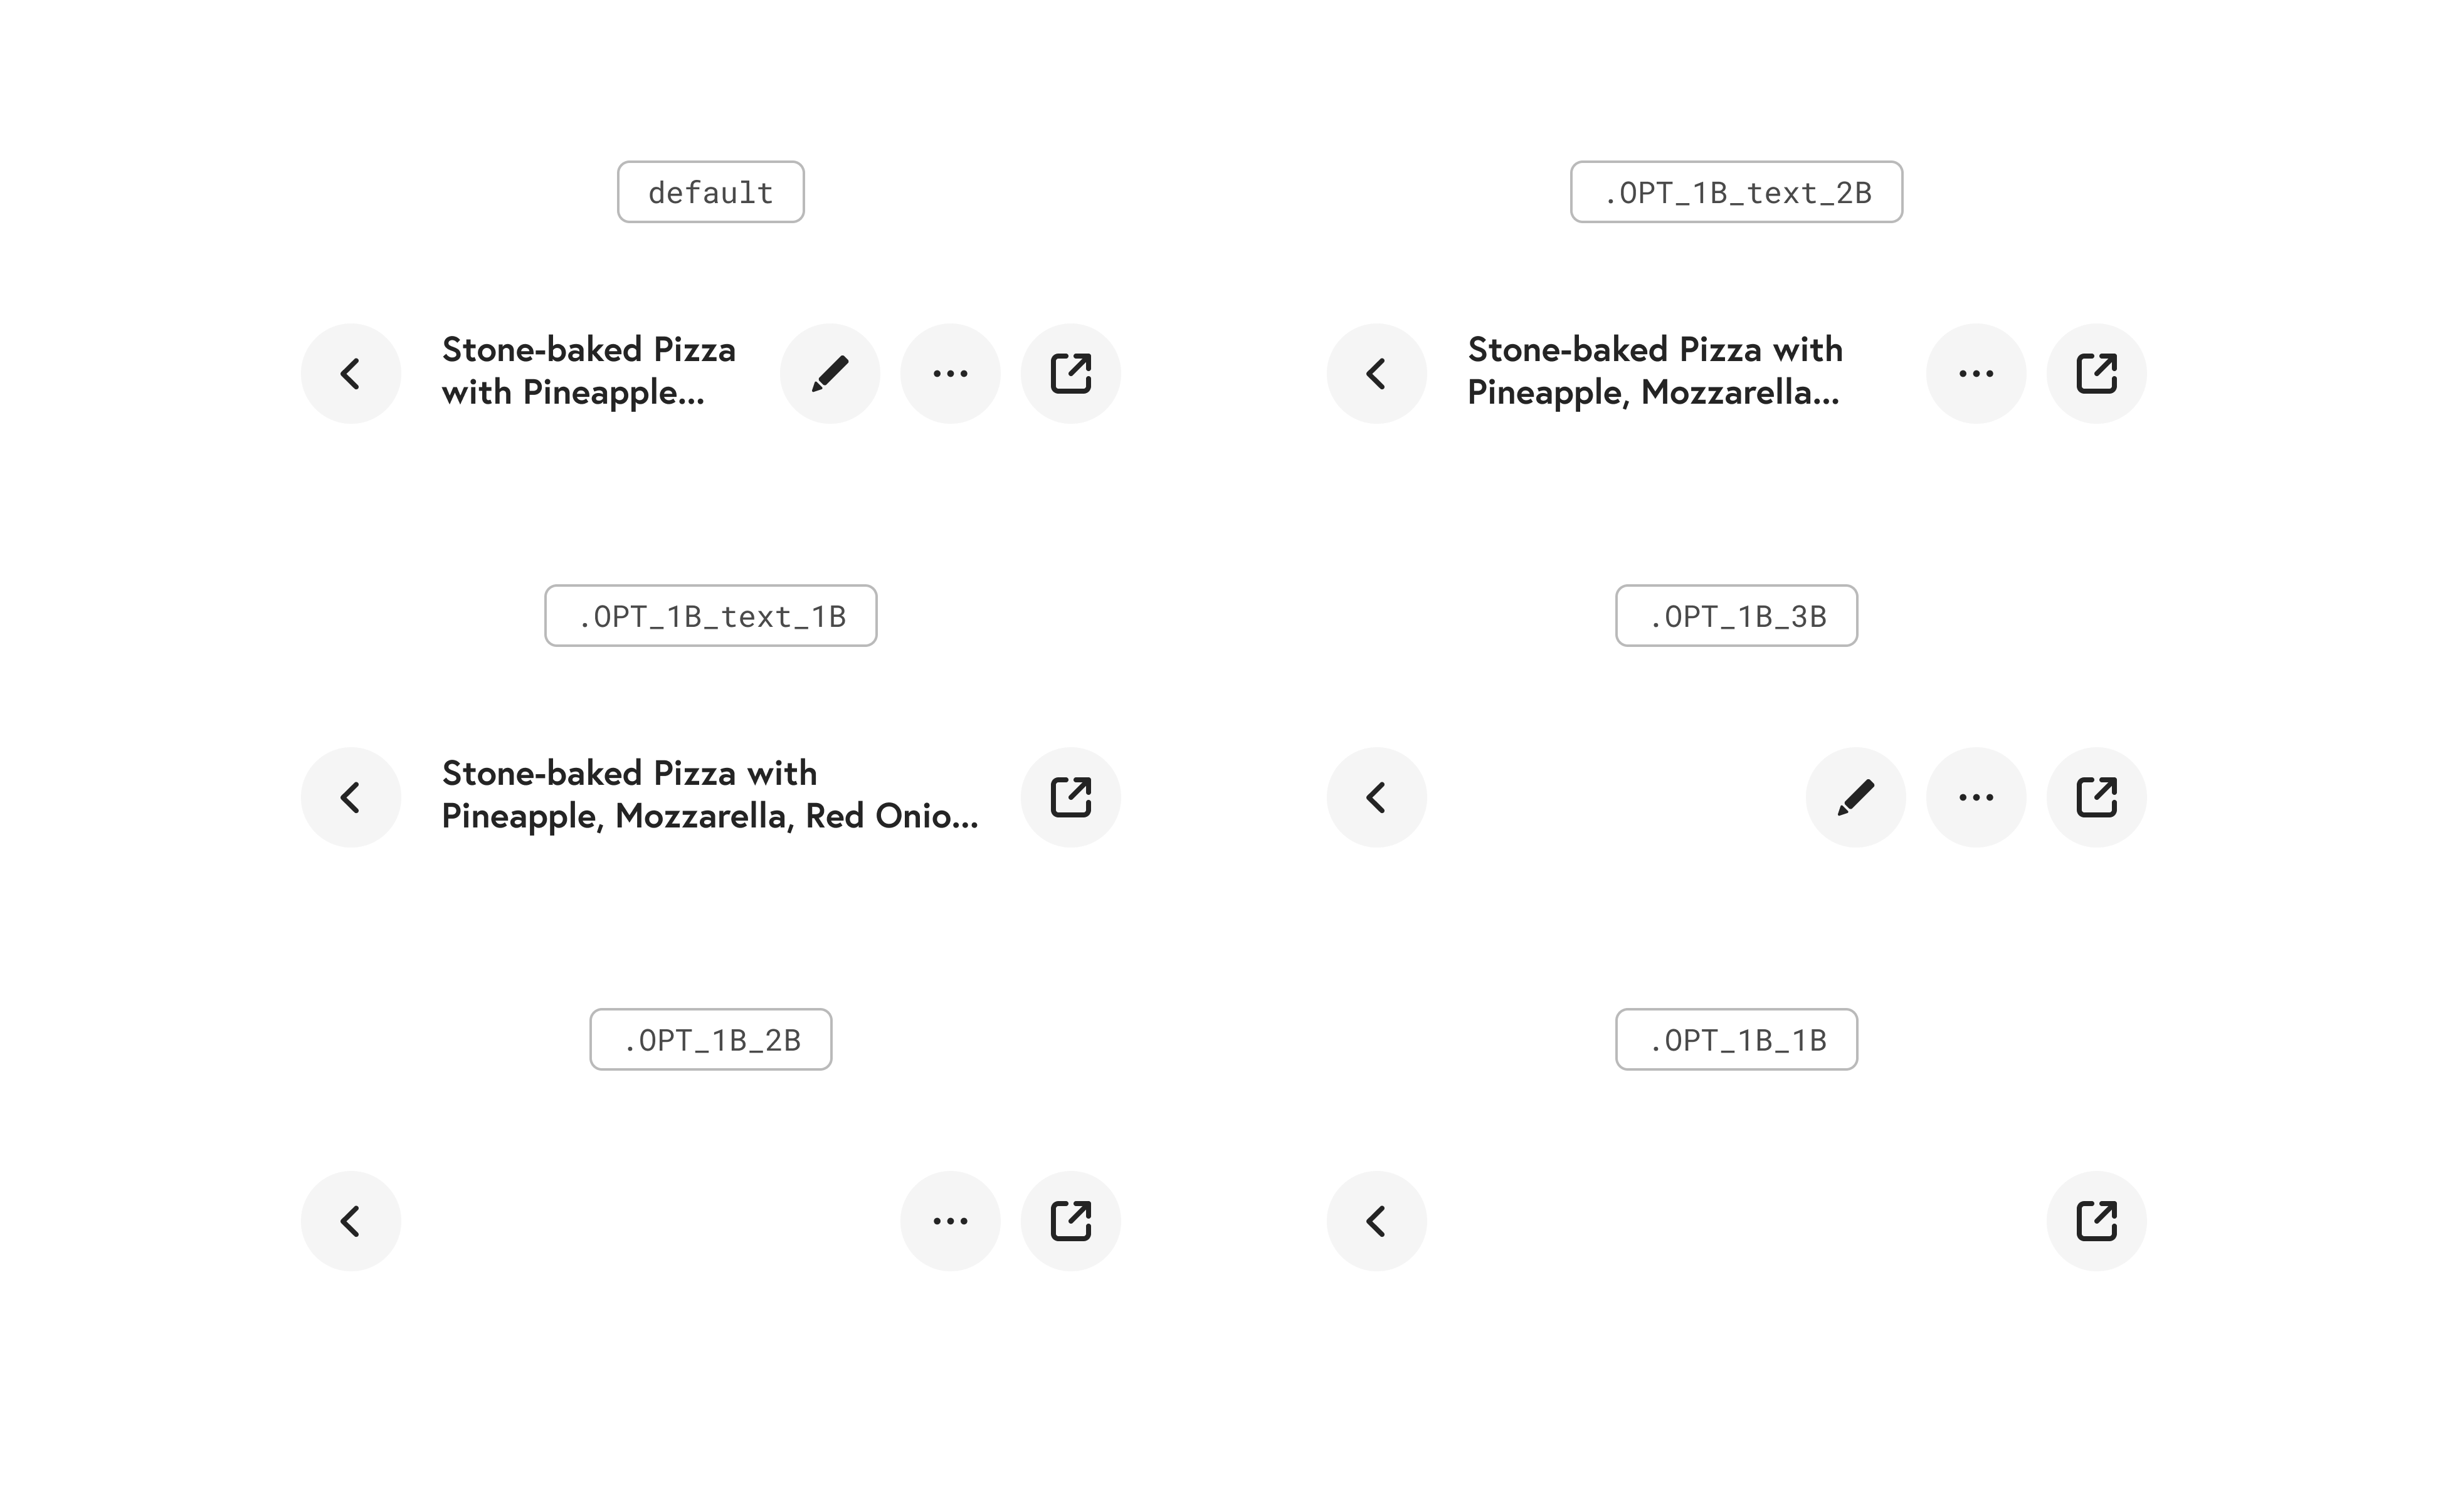 default
.OPT_1B_text_2B
Stone-baked Pizza
with Pineapple...
Stone-baked Pizza with
Pineapple, Mozzarella...
.OPT_1B_text_1B
.OPT_1B_3B
Stone-baked Pizza with
Pineapple, Mozzarella, Red Onio...
.OPT_1B_2B
.OPT_1B_1B